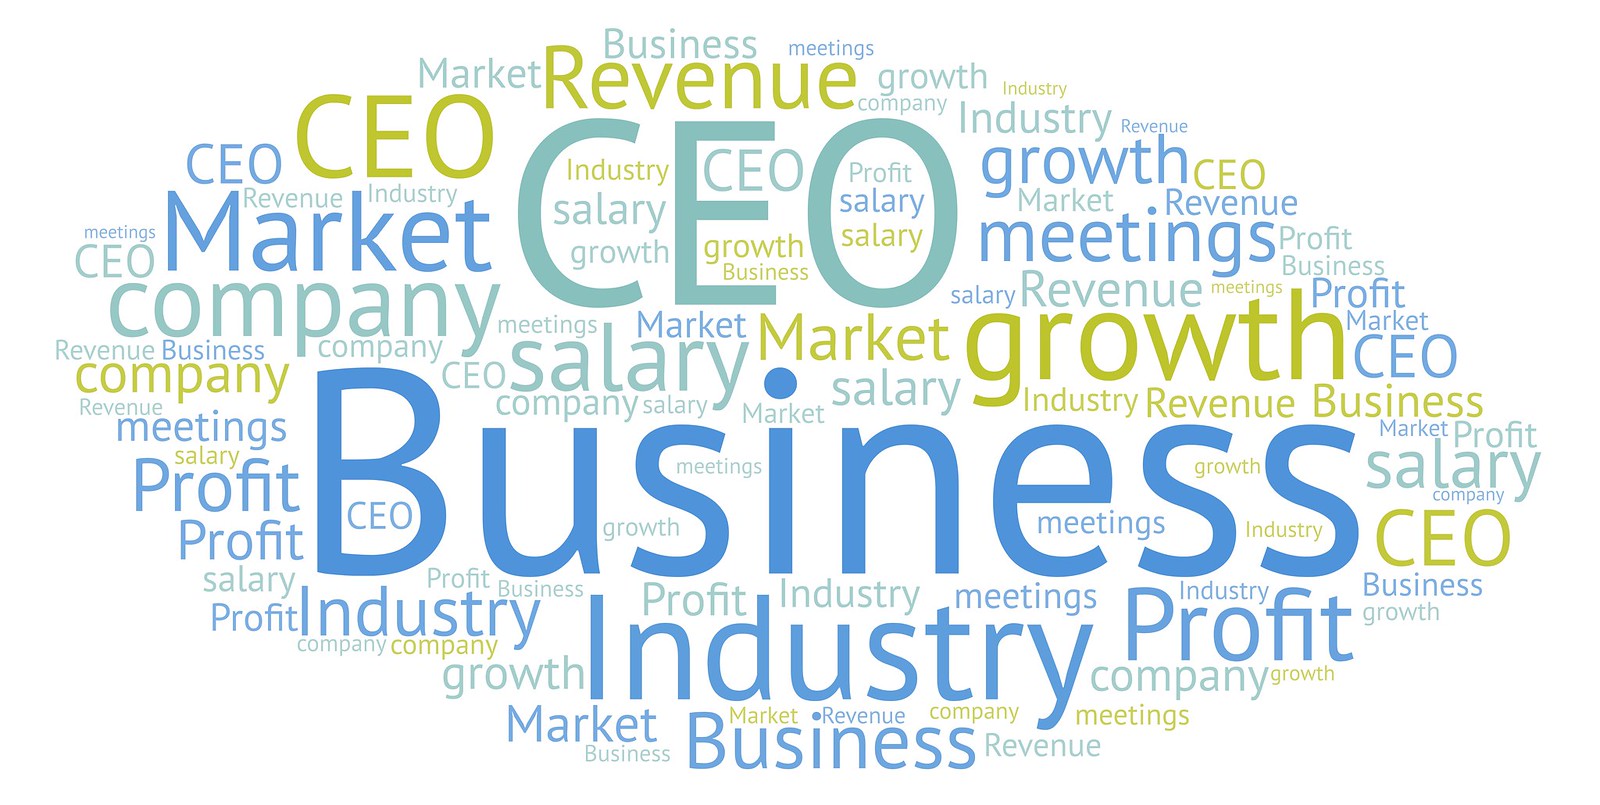 Business meetings
Market Revenue growth Industry
company Industry Revenue
CEO CEO CEO growth CEO
Industry CEO Profit
Revenue Industry salary salary Market Revenue
Market meetings
meetings growth growth salary Profit
CEO Business Business
company salary Revenue meetings Profit
meetings Market Market growth Market
Revenue Business company salary CEO
company CEO salary
Revenue company salary Market Industry Revenue Business
meetings Business Market Profit
salary meetings growth salary
Profit company
CEO growth meetings Industry CEO
Profit
salary Profit Business Profit Industry meetings Industry Business
Profit Industry Industry Profit growth
company company
growth company growth
Market Business Market Revenue company meetings
Business Revenue